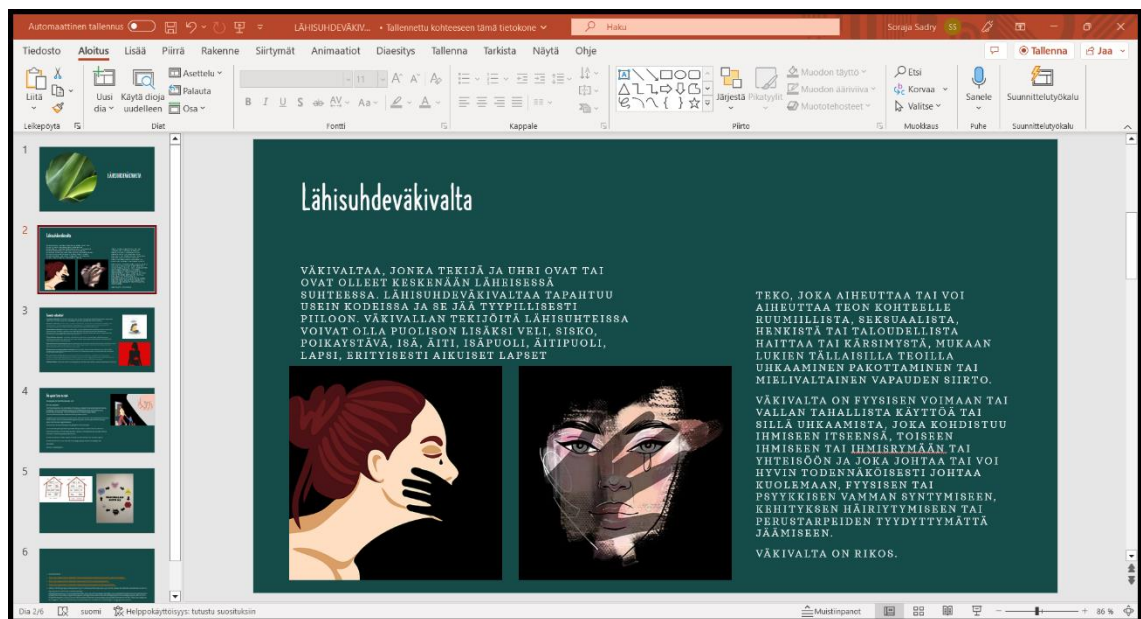 Automaattinen tallennus
LÄHISUHDEVÄKIV... • Tallennettu kohteeseen tämä tietokone
Haku
Soraja Sadry
SS
Tiedosto Aloitus Lisää Piirrä Rakenne Siirtymät Animaatiot Diaesitys Tallenna Tarkista Näytä Ohje
Tallenna
Jaa
Liitä
Uusi dia
Käytä dioja uudelleen
Asettelu
Palauta
Osa
11
B I U S
Aa
Järjestä
Pikatyylit
Muodon täyttö
Muodon ääriviiva
Muototehosteet
Etsi
Korvaa
Valitse
Sanele
Suunnittelutyökalu
Leikepöytä
Diat
Fontti
Kappale
Piirto
Muokkaus
Puhe
Suunnittelutyökalu
1
2
3
4
5
6
Lähisuhdeväkivalta
VÄKIVALTAA, JONKA TEKIJÄ JA UHRI OVAT TAI
OVAT OLLEET KESKENÄÄN LÄHEISESSÄ
SUHTEESSA. LÄHISUHDEVÄKIVALTAA TAPAHTUU
USEIN KODEISSA JA SE JÄÄ TYYPILLISESTI
PIILOON. VÄKIVALLAN TEKIJÖITÄ LÄHISUHTEISSA
VOIVAT OLLA PUOLISON LISÄKSI VELI, SISKO,
POIKAYSTÄVÄ, ISÄ, ÄITI, ISÄPUOLI, ÄITIPUOLI,
LAPSI, ERITYISESTI AIKUISET LAPSET
TEKO, JOKA AIHEUTTAA TAI VOI
AIHEUTTAA TEON KOHTEELLE
RUUMIILLISTA, SEKSUAALISTA,
HENKISTÄ TAI TALOUDELLISTA
HAITTAA TAI KÄRSIMYSTÄ, MUKAAN
LUKIEN TÄLLAISILLA TEOILLA
UHKAAMINEN PAKOTTAMINEN TAI
MIELIVALTAINEN VAPAUDEN SIIRTO.
VÄKIVALTA ON FYYSISEN VOIMAAN TAI
VALLAN TAHALLISTA KÄYTTÖÄ TAI
SILLÄ UHKAAMISTA, JOKA KOHDISTUU
IHMISEEN ITSEENSÄ, TOISEEN
IHMISEEN TAI IHMISRYMÄÄN TAI
YHTEISÖÖN JA JOKA JOHTAA TAI VOI
HYVIN TODENNÄKÖISESTI JOHTAA
KUOLEMAAN, FYYSISEN TAI
PSYYKKISEN VAMMAN SYNTYMISEEN,
KEHITYKSEN HÄIRIYTYMISEEN TAI
PERUSTARPEIDEN TYYDYTTYMÄTTÄ
JÄÄMISEEN.
VÄKIVALTA ON RIKOS.
Dia 2/6
suomi
Helppokäyttöisyys: tutustu suosituksiin
Muistiinpanot
86 %